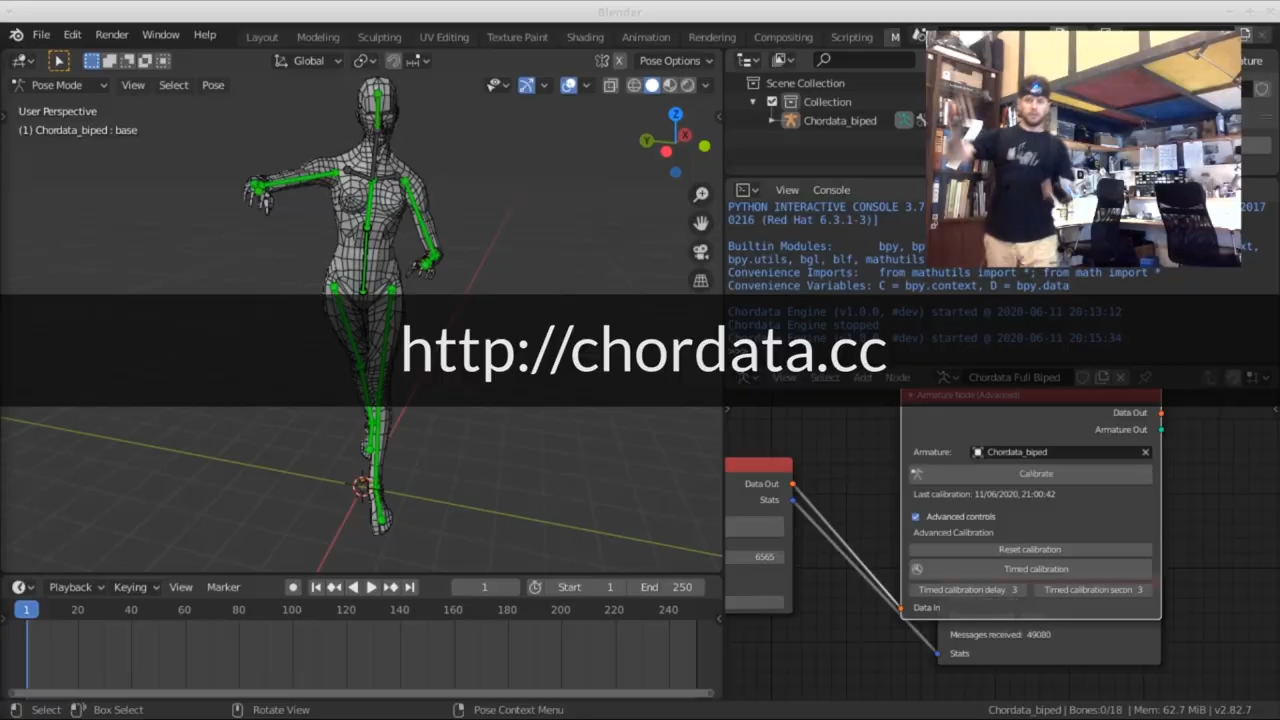 Blender
File Edit Render Window Help
Layout Modeling Sculpting UV Editing Texture Paint Shading Animation Rendering Compositing Scripting
Global
Pose Options
Pose Mode View Select Pose
User Perspective
(1) Chordata_biped : base
Scene Collection
Collection
Chordata_biped
View Console
PYTHON INTERACTIVE CONSOLE 3.7
0216 (Red Hat 6.3.1-3)]
Builtin Modules: bpy, bp
bpy.utils, bgl, blf, mathutils
Convenience Imports: from mathutils import *; from math import *
Convenience Variables: C = bpy.context, D = bpy.data
Chordata Engine (v1.0.0, #dev) started @ 2020-06-11 20:13:12
Chordata Engine stopped
Chordata Engine (v1.0.0, #dev) started @ 2020-06-11 20:15:34
http://chordata.cc
View Select Add Node Chordata Full Biped
Armature Node (Advanced)
Data Out
Armature Out
Armature: Chordata_biped
Calibrate
Last calibration: 11/06/2020, 21:00:42
Advanced controls
Advanced Calibration
Reset calibration
Timed calibration
Timed calibration delay 3 Timed calibration secon 3
Data In
Data Out
Stats
6565
Messages received: 49080
Stats
Playback Keying View Marker 1 Start 1 End 250
1 20 40 60 80 100 120 140 160 180 200 220 240
Select Box Select Rotate View Pose Context Menu Chordata_biped | Bones:0/18 | Mem: 62.7 MiB | v2.82.7